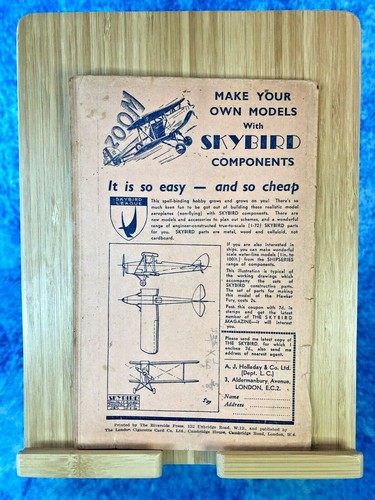 ZOOM
MAKE YOUR
OWN MODELS
With
SKYBIRD
COMPONENTS
It is so easy — and so cheap
SKYBIRD
LEAGUE
This spell-binding hobby grows and grows on you! There's so
much keen fun to be got out of building these realistic model
aeroplanes (non-flying) with SKYBIRD COMPONENTS. There are
new models and accessories to plan out schemes, and a wonderful
range of engineer-constructed true-to-scale (1-72) SKYBIRD parts
for you. SKYBIRD parts are metal, wood and celluloid, not
cardboard.
If you are also interested in
ships, you can make wonderful
scale water-line models (1in. to
100ft.) from the SHIPSERIES
range of components.
This illustration is typical of
the working drawings which
accompany the sets of
SKYBIRD constructive parts.
The set of parts for making
this model of the Hawker
Fury, costs 2s.
Post this coupon with 7d. in
stamps and get the latest
number of THE SKYBIRD
MAGAZINE—it will interest
you.
Please send me latest copy of
THE SKYBIRD, for which I
enclose 7d., also send me
address of nearest agent.
A. J. Holladay & Co. Ltd.
(Dept. L.C.)
3, Aldermanbury, Avenue,
LONDON, E.C.2.
Name
Address
SKYBIRD
Printed by The Riverside Press, 132 Uxbridge Road, W.12, and published by
The London Cigarette Card Co. Ltd., Cambridge House, Cambridge Road, London, W.6